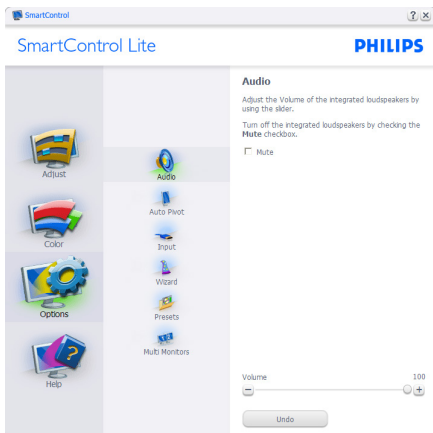 SmartControl
SmartControl Lite
PHILIPS
Adjust
Color
Options
Help
Audio
Auto Pivot
Input
Wizard
Presets
Multi Monitors
Audio
Adjust the Volume of the integrated loudspeakers by
using the slider.
Turn off the integrated loudspeakers by checking the
Mute checkbox.
Mute
Volume 100
Undo